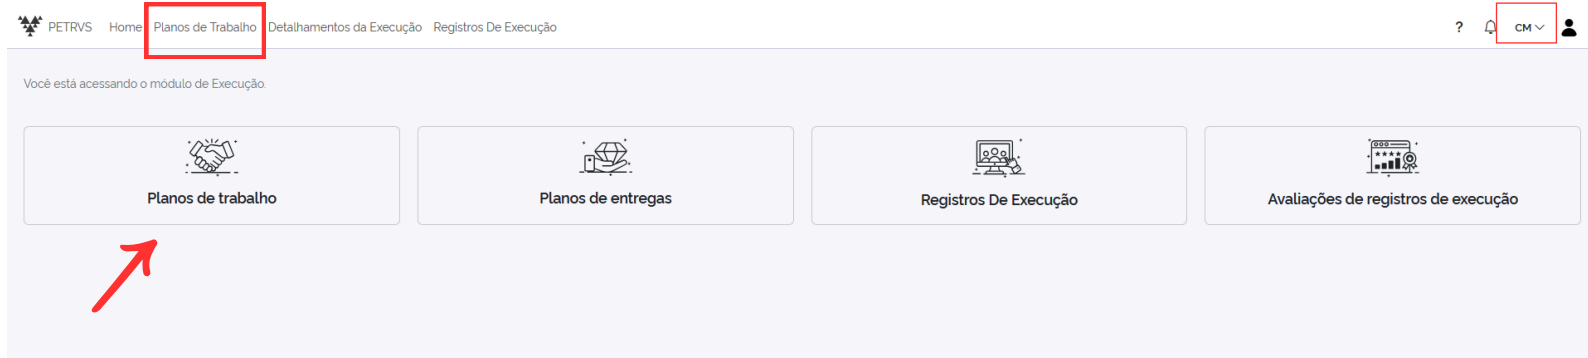 PETRVS Home Planos de Trabalho Detalhamentos da Execução Registros De Execução ? CM
Você está acessando o módulo de Execução.
Planos de trabalho
Planos de entregas
Registros De Execução
Avaliações de registros de execução